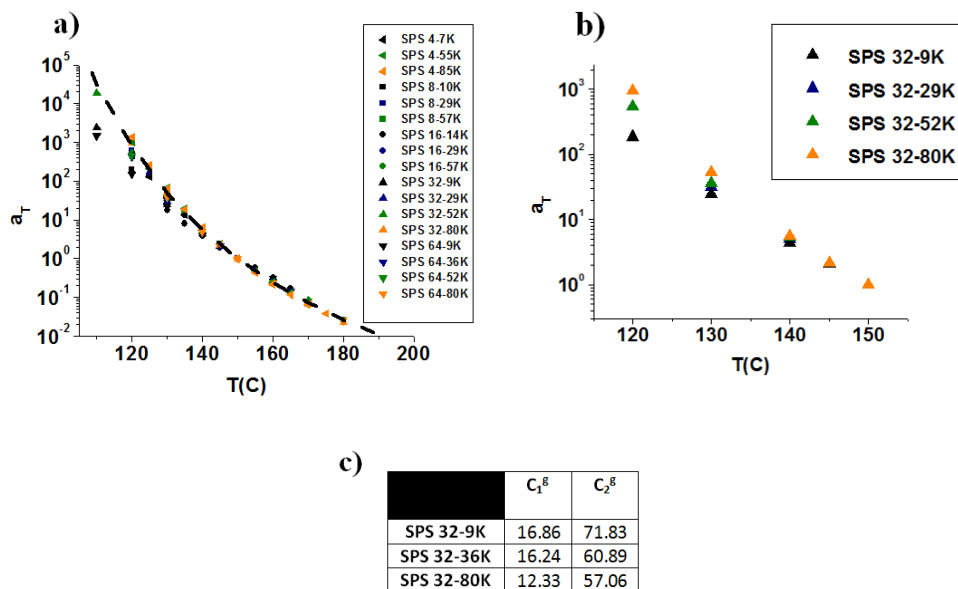 a)
SPS 4-7K
SPS 4-55K
SPS 4-85K
SPS 8-10K
SPS 8-29K
SPS 8-57K
SPS 16-14K
SPS 16-29K
SPS 16-57K
SPS 32-9K
SPS 32-29K
SPS 32-52K
SPS 32-80K
SPS 64-9K
SPS 64-36K
SPS 64-52K
SPS 64-80K
10^5
10^4
10^3
10^2
10^1
10^0
10^-1
10^-2
a_T
120 140 160 180 200
T(C)
b)
SPS 32-9K
SPS 32-29K
SPS 32-52K
SPS 32-80K
10^3
10^2
10^1
10^0
a_T
120 130 140 150
T(C)
c)
C_1^g C_2^g
SPS 32-9K 16.86 71.83
SPS 32-36K 16.24 60.89
SPS 32-80K 12.33 57.06